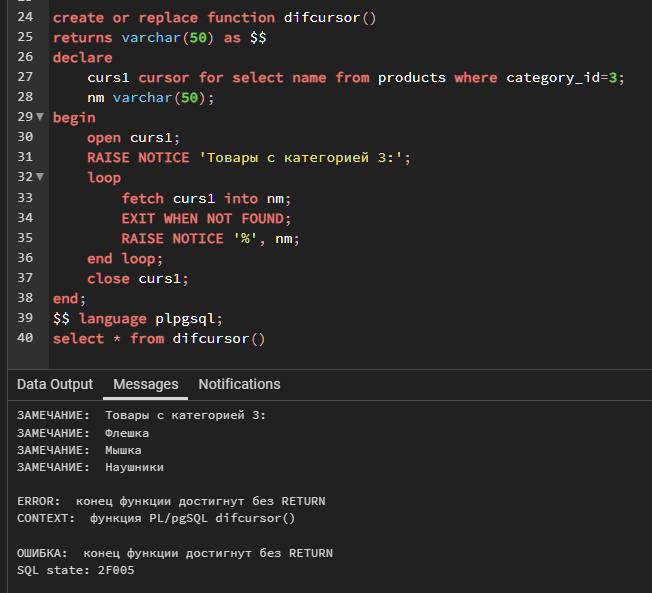 24 create or replace function difcursor()
25 returns varchar(50) as $$
26 declare
27 curs1 cursor for select name from products where category_id=3;
28 nm varchar(50);
29 begin
30 open curs1;
31 RAISE NOTICE 'Товары с категорией 3:';
32 loop
33 fetch curs1 into nm;
34 EXIT WHEN NOT FOUND;
35 RAISE NOTICE '%', nm;
36 end loop;
37 close curs1;
38 end;
39 $$ language plpgsql;
40 select * from difcursor()
Data Output Messages Notifications
ЗАМЕЧАНИЕ: Товары с категорией 3:
ЗАМЕЧАНИЕ: Флешка
ЗАМЕЧАНИЕ: Мышка
ЗАМЕЧАНИЕ: Наушники
ERROR: конец функции достигнут без RETURN
CONTEXT: функция PL/pgSQL difcursor()
ОШИБКА: конец функции достигнут без RETURN
SQL state: 2F005